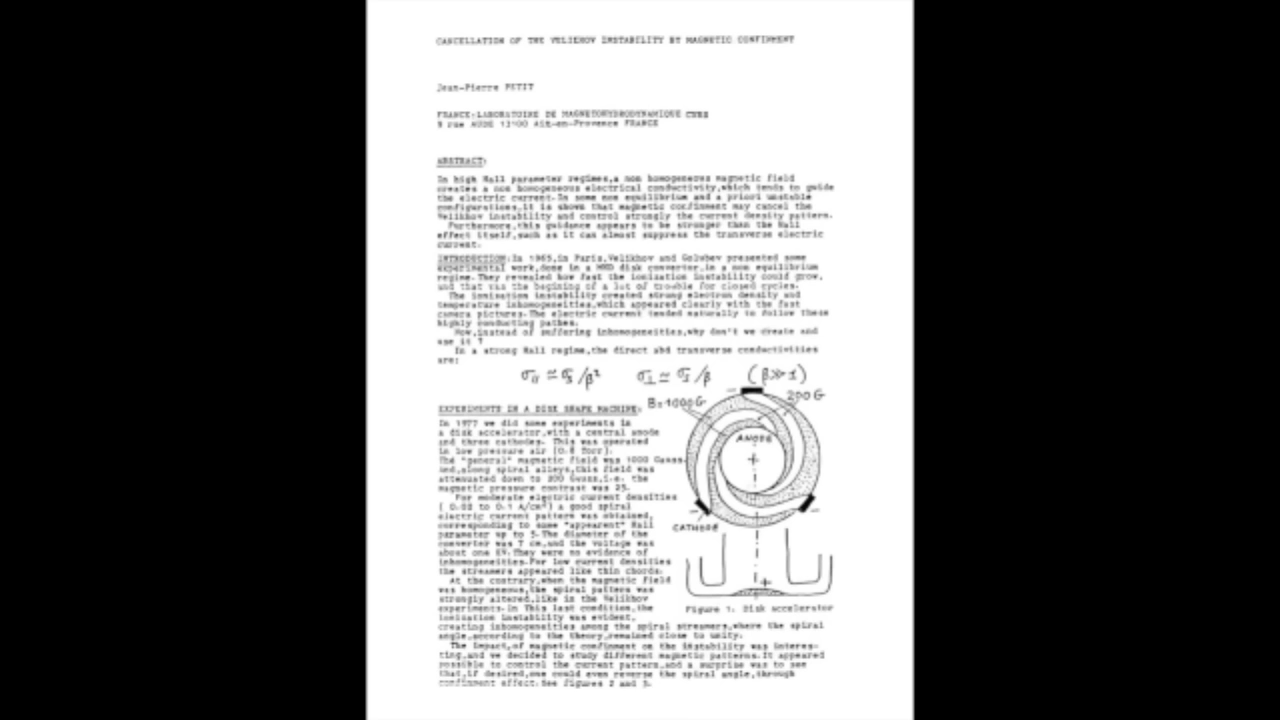 CANCELLATION OF THE VELIKHOV INSTABILITY BY MAGNETIC CONFINMENT
Jean-Pierre PETIT
FRANCE:LABORATOIRE DE MAGNETOHYDRODYNAMIQUE CNRS
9 rue AUDE 13100 Aix-en-Provence FRANCE
ABSTRACT:
In high Hall parameter regimes,a non homogeneous magnetic field
creates a non homogeneous electrical conductivity,which tends to guide
the electric current.In some non equilibrium and a priori unstable
configurations,it is shown that magnetic confinment may cancel the
Velikhov instability and control strongly the current density pattern.
Furthermore,this guidance appears to be stronger then the Hall
effect itself,such as it can almost suppress the transverse electric
current.
INTRODUCTION:In 1965,in Paris,Velikhov and Golubev presented some
experimental work,done in a MHD disk convertor,in a non equilibrium
regime.They revealed how fast the ionization instability could grow,
and that was the begining of a lot of trouble for closed cycles.
The ionization instability created strong electron density and
temperature inhomogeneities,which appeared clearly with the fast
camera pictures.The electric current tended naturally to follow these
highly conducting pathes.
Now,instead of suffering inhomogeneities,why don't we create and
use it ?
In a strong Hall regime,the direct abd transverse conductivities
are:
σ// ≃ σs/β² σ⊥ ≃ σs/β (β≫1)
B=1000G 200G
EXPERIMENTS IN A DISK SHAPE MACHINE:
In 1977 we did some experiments in
a disk accelerator,with a central anode
and three cathodes. This was operated
in low pressure air (0.8 Torr).
The "general" magnetic field was 1000 Gauss
and,along spiral alleys,this field was
attenuated down to 200 Gauss,i.e. the
magnetic pressure contrast was 25.
For moderate electric current densities
( 0.02 to 0.1 A/cm²) a good spiral
electric current pattern was obtained,
corresponding to some "apparent" Hall
parameter up to 5.The diameter of the
converter was 7 cm,and the voltage was
about one KV.They were no evidence of
inhomogeneities.For low current densities
the streamers appeared like thin chords.
At the contrary,when the magnetic field
was homogeneous,the spiral pattern was
strongly altered,like in the Velikhov
experiments.In This last condition,the
ionization instability was evident,
creating inhomogeneities among the spiral streamers,where the spiral
angle,according to the theory,remained close to unity.
The impact,of magnetic confinment on the instability was interes-
ting,and we decided to study different magnetic patterns.It appeared
possible to control the current pattern,and a surprise was to see
that,if desired,one could even reverse the spiral angle,through
confinment effect.See figures 2 and 3.
ANODE
CATHODE
Figure 1. Disk accelerator